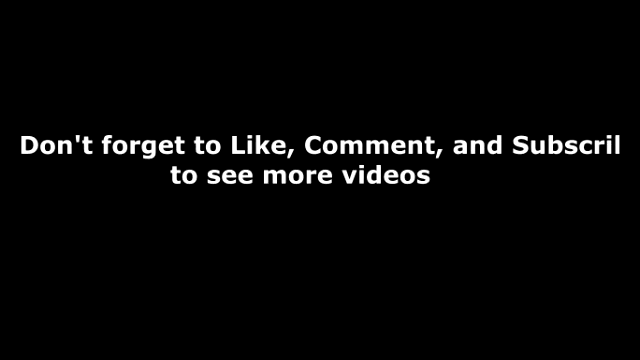 Don't forget to Like, Comment, and Subscril
to see more videos